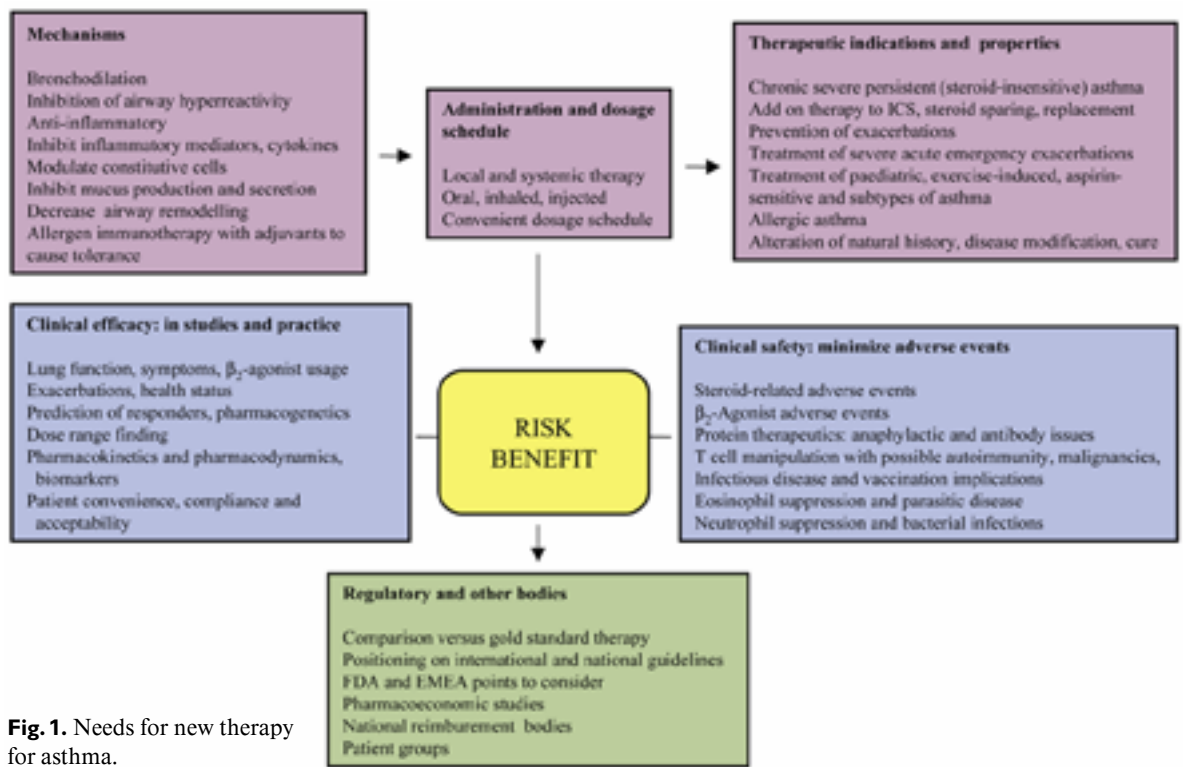 Mechanisms
Bronchodilation
Inhibition of airway hyperreactivity
Anti-inflammatory
Inhibit inflammatory mediators, cytokines
Modulate constitutive cells
Inhibit mucus production and secretion
Decrease airway remodelling
Allergen immunotherapy with adjuvants to
cause tolerance
Administration and dosage
schedule
Local and systemic therapy
Oral, inhaled, injected
Convenient dosage schedule
Therapeutic indications and properties
Chronic severe persistent (steroid-insensitive) asthma
Add on therapy to ICS, steroid sparing, replacement
Prevention of exacerbations
Treatment of severe acute emergency exacerbations
Treatment of paediatric, exercise-induced, aspirin-
sensitive and subtypes of asthma
Allergic asthma
Alteration of natural history, disease modification, cure
Clinical efficacy: in studies and practice
Lung function, symptoms, β₂-agonist usage
Exacerbations, health status
Prediction of responders, pharmacogenetics
Dose range finding
Pharmacokinetics and pharmacodynamics,
biomarkers
Patient convenience, compliance and
acceptability
RISK
BENEFIT
Clinical safety: minimize adverse events
Steroid-related adverse events
β₂-Agonist adverse events
Protein therapeutics: anaphylactic and antibody issues
T cell manipulation with possible autoimmunity, malignancies,
Infectious disease and vaccination implications
Eosinophil suppression and parasitic disease
Neutrophil suppression and bacterial infections
Regulatory and other bodies
Comparison versus gold standard therapy
Positioning on international and national guidelines
FDA and EMEA points to consider
Pharmacoeconomic studies
National reimburement bodies
Patient groups
Fig. 1. Needs for new therapy
for asthma.